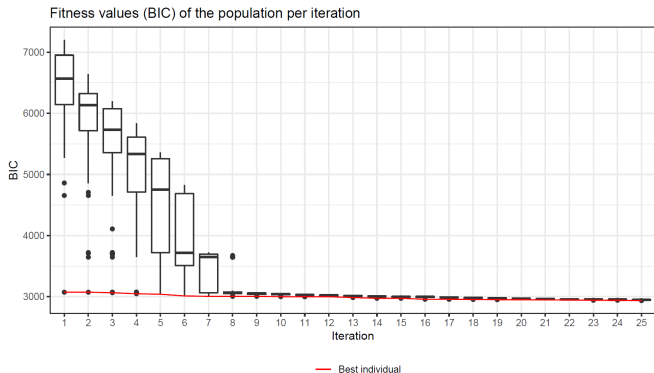 Fitness values (BIC) of the population per iteration
7000
6000
5000
4000
3000
BIC
1 2 3 4 5 6 7 8 9 10 11 12 13 14 15 16 17 18 19 20 21 22 23 24 25
Iteration
Best individual